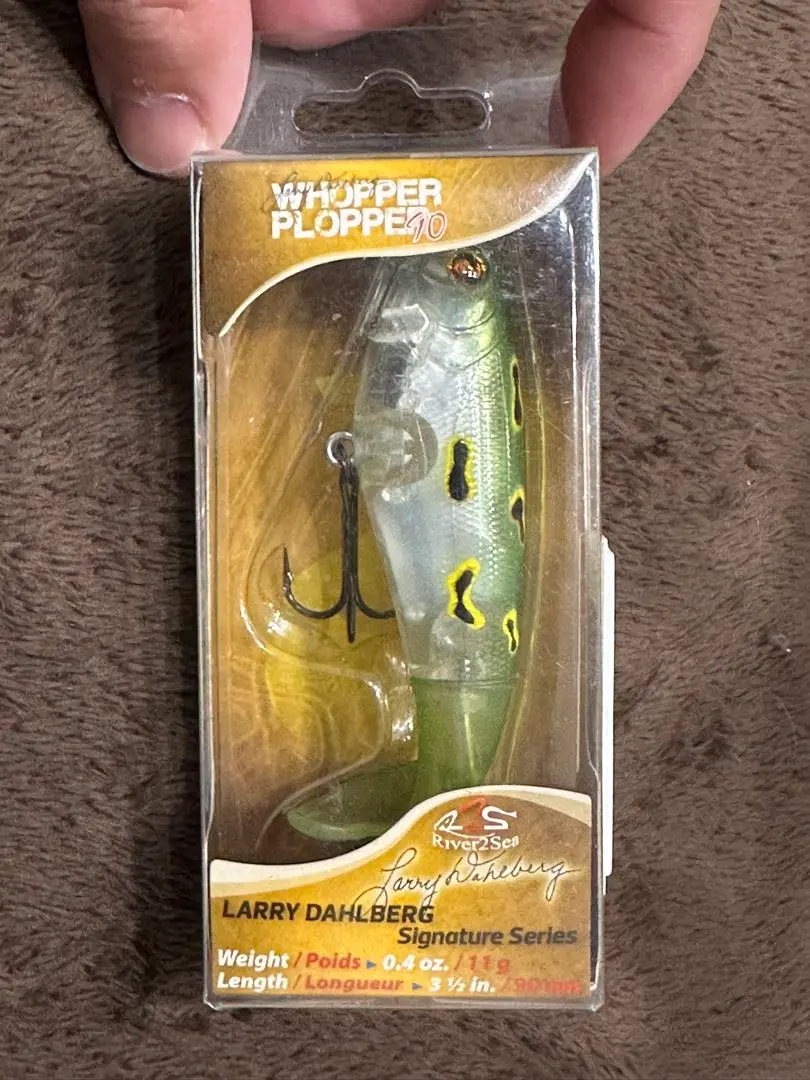 WHOPPER
PLOPPER 90
River2Sea
Larry Dahlberg
LARRY DAHLBERG
Signature Series
Weight / Poids ► 0.4 oz. / 11 g
Length / Longueur ► 3 ½ in. / 90 mm